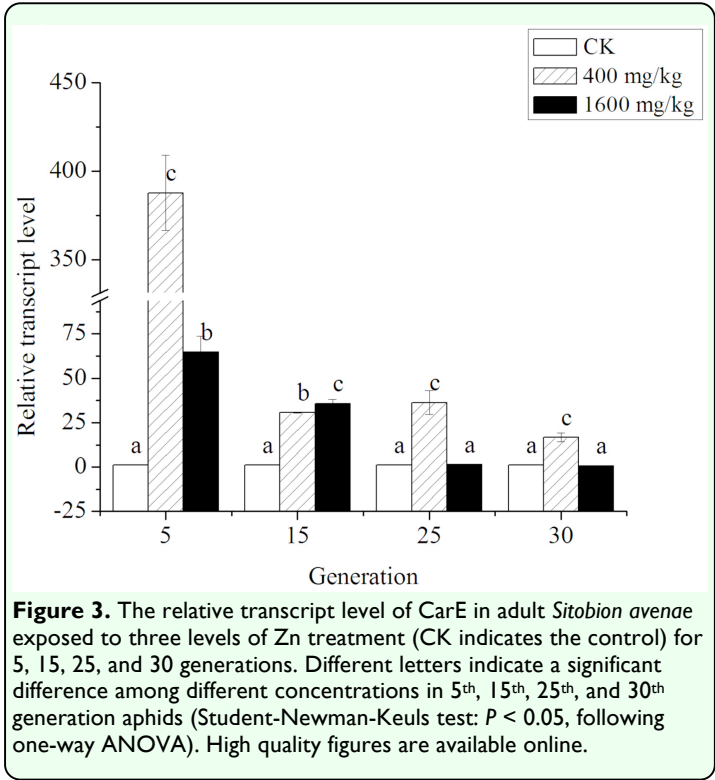 CK
400 mg/kg
1600 mg/kg
450
400
350
75
50
25
0
-25
Relative transcript level
a
c
b
a
b
c
a
c
a
a
c
a
5
15
25
30
Generation
Figure 3. The relative transcript level of CarE in adult Sitobion avenae
exposed to three levels of Zn treatment (CK indicates the control) for
5, 15, 25, and 30 generations. Different letters indicate a significant
difference among different concentrations in 5th, 15th, 25th, and 30th
generation aphids (Student-Newman-Keuls test: P < 0.05, following
one-way ANOVA). High quality figures are available online.